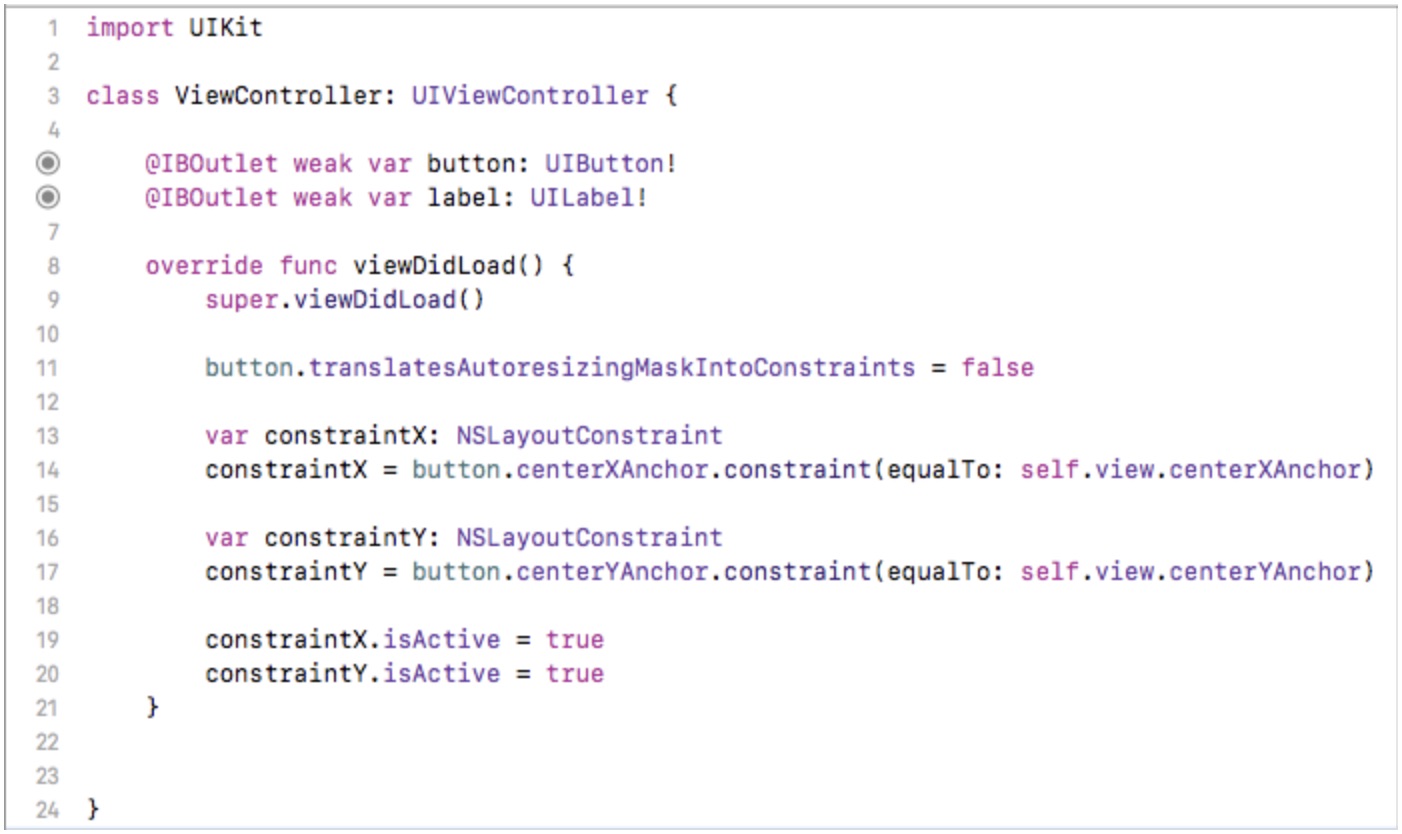 1 import UIKit
2
3 class ViewController: UIViewController {
4
@IBOutlet weak var button: UIButton!
@IBOutlet weak var label: UILabel!
7
8 override func viewDidLoad() {
9 super.viewDidLoad()
10
11 button.translatesAutoresizingMaskIntoConstraints = false
12
13 var constraintX: NSLayoutConstraint
14 constraintX = button.centerXAnchor.constraint(equalTo: self.view.centerXAnchor)
15
16 var constraintY: NSLayoutConstraint
17 constraintY = button.centerYAnchor.constraint(equalTo: self.view.centerYAnchor)
18
19 constraintX.isActive = true
20 constraintY.isActive = true
21 }
22
23
24 }